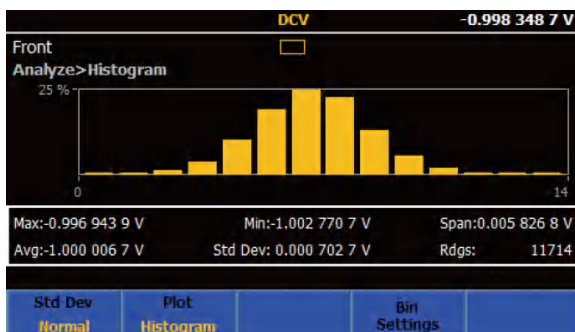 DCV -0.998 348 7 V
Front
Analyze>Histogram
25 %
0 14
Max:-0.996 943 9 V Min:-1.002 770 7 V Span:0.005 826 8 V
Avg:-1.000 006 7 V Std Dev: 0.000 702 7 V Rdgs: 11714
Std Dev Plot Bin
Normal Histogram Settings